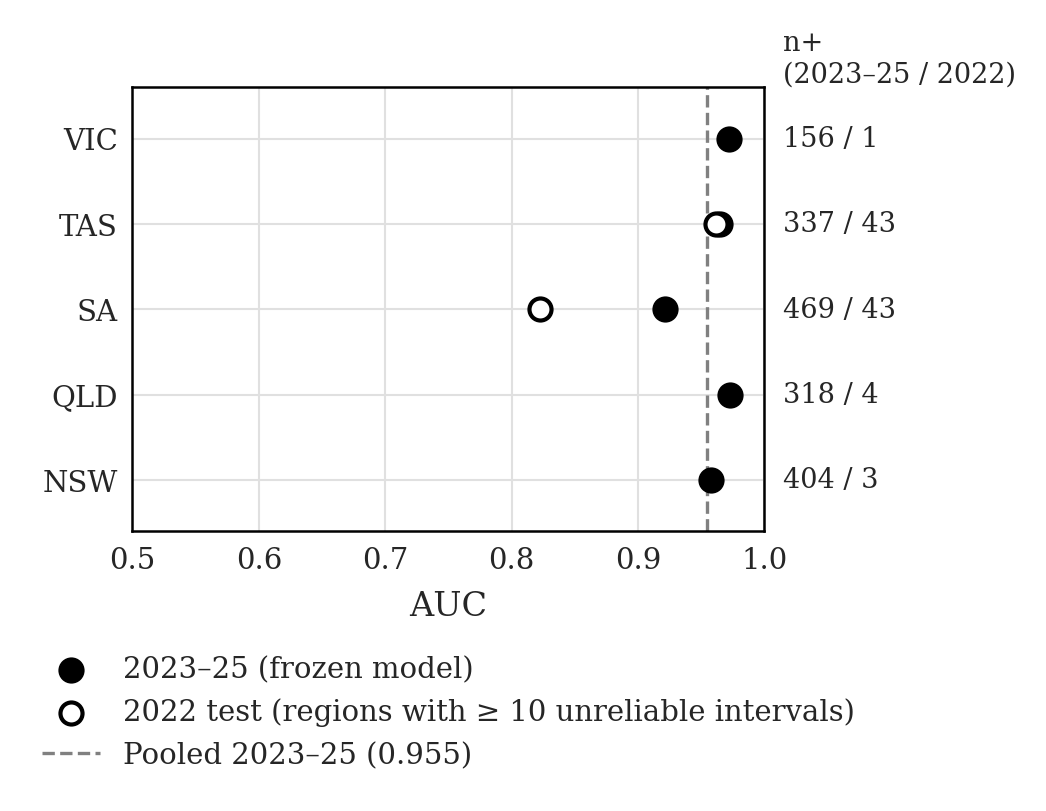 n+
(2023–25 / 2022)
VIC 156 / 1
TAS 337 / 43
SA 469 / 43
QLD 318 / 4
NSW 404 / 3
0.5 0.6 0.7 0.8 0.9 1.0
AUC
2023–25 (frozen model)
2022 test (regions with ≥ 10 unreliable intervals)
Pooled 2023–25 (0.955)